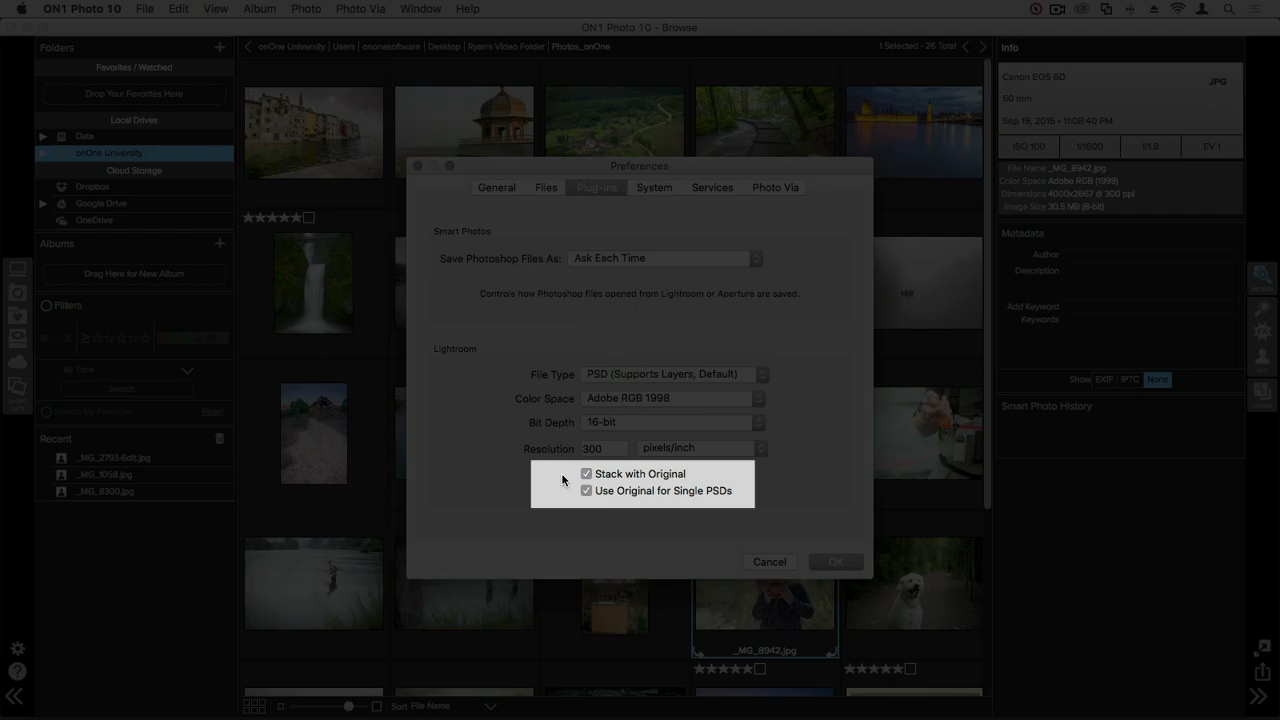 ON1 Photo 10 File Edit View Album Photo Photo Via Window Help
ON1 Photo 10 - Browse
Folders
Favorites / Watched
Drop Your Favorites Here
Local Drives
Data
onOne University
Cloud Storage
Dropbox
Google Drive
OneDrive
Albums
Drag Here for New Album
Filters
All Time
Search
Search My Favorites
Reset
Recent
_MG_2793-Edit.jpg
_MG_1058.jpg
_MG_8300.jpg
onOne University Users ononesoftware Desktop Ryan's Video Folder Photos_onOne
1 Selected - 26 Total
Preferences
General Files Plug-ins System Services Photo Via
Smart Photos
Save Photoshop Files As: Ask Each Time
Controls how Photoshop files opened from Lightroom or Aperture are saved.
Lightroom
File Type PSD (Supports Layers, Default)
Color Space Adobe RGB 1998
Bit Depth 16-bit
Resolution 300 pixels/inch
Stack with Original
Use Original for Single PSDs
Cancel OK
_MG_8942.jpg
Sort File Name
Info
Canon EOS 6D
JPG
50 mm
Sep 19, 2015 - 11:08:40 PM
ISO 100 1/1600 f1.8 EV 1
File Name _MG_8942.jpg
Color Space Adobe RGB (1998)
Dimensions 4000x2667 @ 300 ppi
Image Size 30.5 MB (8-bit)
Metadata
Author
Description
Add Keyword
Keywords
Show EXIF IPTC None
Smart Photo History